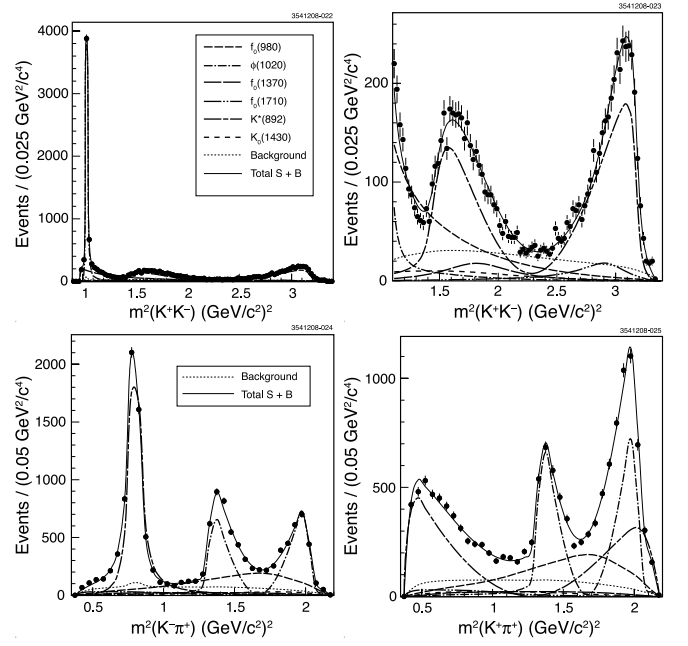 3541208-022
Events / (0.025 GeV²/c⁴)
4000
3000
2000
1000
0
f₀(980)
ϕ(1020)
f₀(1370)
f₀(1710)
K*(892)
K₀(1430)
Background
Total S + B
1 1.5 2 2.5 3
m²(K⁺K⁻) (GeV/c²)²
3541208-023
Events / (0.025 GeV²/c⁴)
200
100
0
1.5 2 2.5 3
m²(K⁺K⁻) (GeV/c²)²
3541208-024
Events / (0.05 GeV²/c⁴)
2000
1500
1000
500
0
Background
Total S + B
0.5 1 1.5 2
m²(K⁻π⁺) (GeV/c²)²
3541208-025
Events / (0.05 GeV²/c⁴)
1000
500
0
0.5 1 1.5 2
m²(K⁺π⁺) (GeV/c²)²